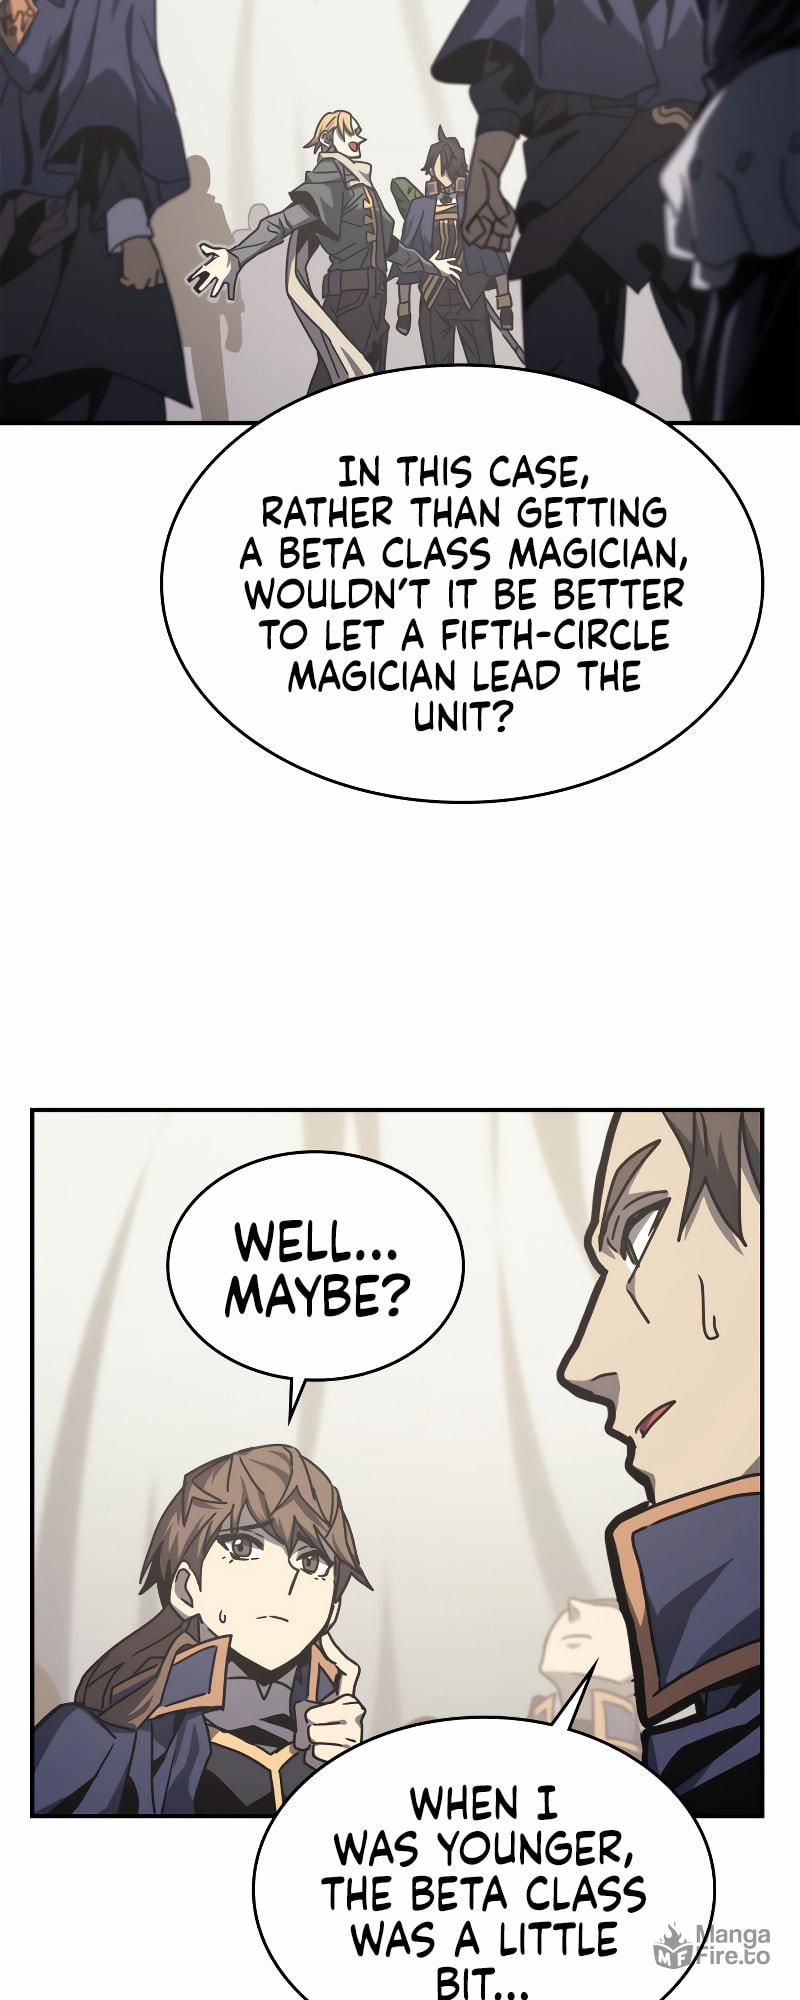 IN THIS CASE,
RATHER THAN GETTING
A BETA CLASS MAGICIAN,
WOULDN'T IT BE BETTER
TO LET A FIFTH-CIRCLE
MAGICIAN LEAD THE
UNIT?
WELL...
MAYBE?
WHEN I
WAS YOUNGER,
THE BETA CLASS
WAS A LITTLE
BIT...
Manga
MF Fire.to